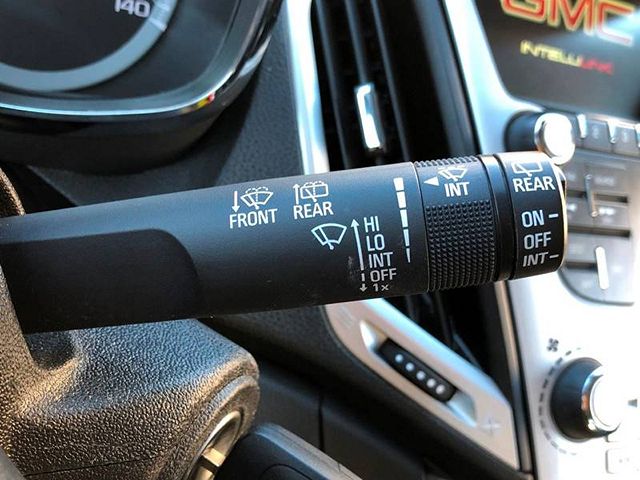 140
GMC
INTELLILINK
FRONT
REAR
HI
LO
INT
OFF
1x
INT
REAR
ON
OFF
INT